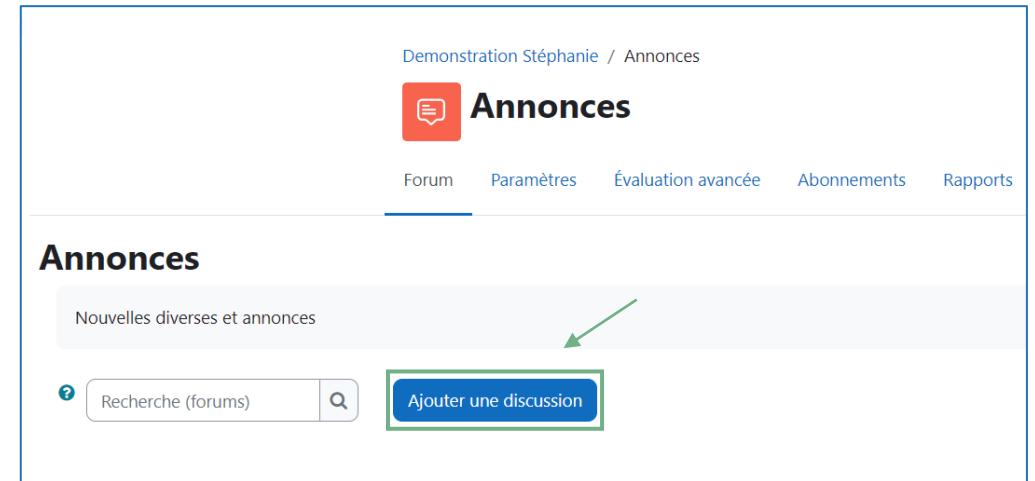 Demonstration Stéphanie / Annonces
Annonces
Forum Paramètres Évaluation avancée Abonnements Rapports
Annonces
Nouvelles diverses et annonces
? Recherche (forums) Ajouter une discussion